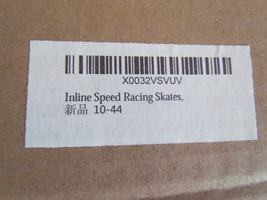 X0032VSVUV
Inline Speed Racing Skates,
新品 10-44